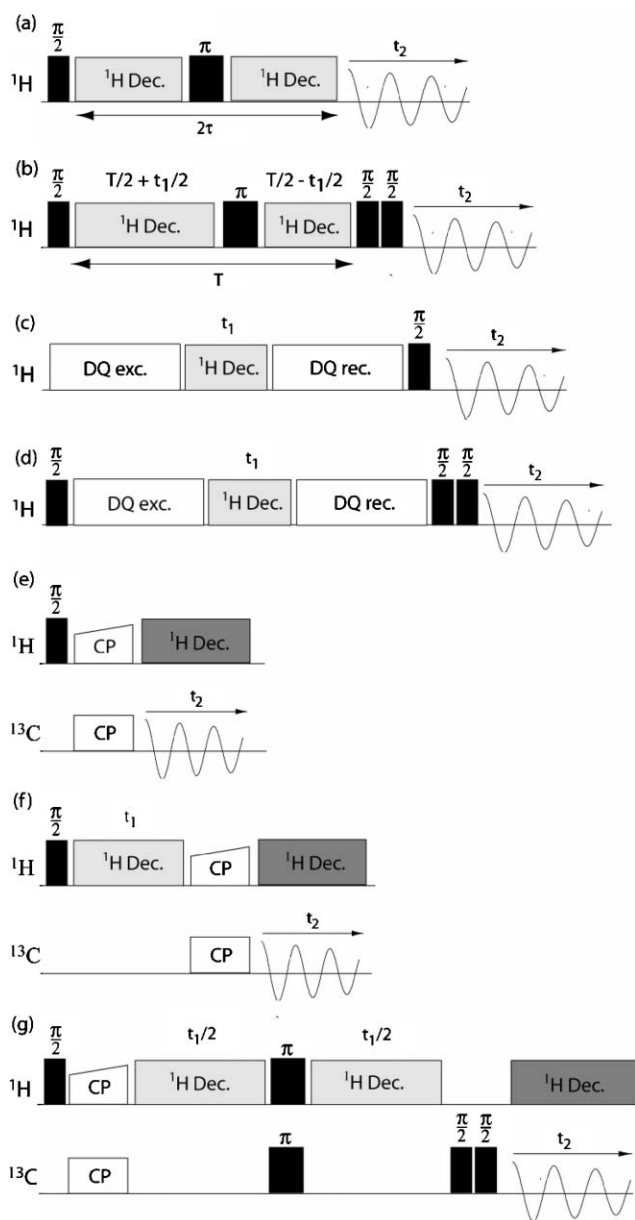 (a)
π/2
π
t₂
¹H
¹H Dec.
¹H Dec.
2τ
(b)
π/2
T/2 + t₁/2
π
T/2 - t₁/2
π/2
π/2
t₂
¹H
¹H Dec.
¹H Dec.
T
(c)
t₁
π/2
t₂
¹H
DQ exc.
¹H Dec.
DQ rec.
(d)
π/2
t₁
π/2
π/2
t₂
¹H
DQ exc.
¹H Dec.
DQ rec.
(e)
π/2
¹H
CP
¹H Dec.
t₂
¹³C
CP
(f)
π/2
t₁
¹H
¹H Dec.
CP
¹H Dec.
t₂
¹³C
CP
(g)
π/2
t₁/2
π
t₁/2
¹H
CP
¹H Dec.
¹H Dec.
¹H Dec.
π
π/2
π/2
t₂
¹³C
CP